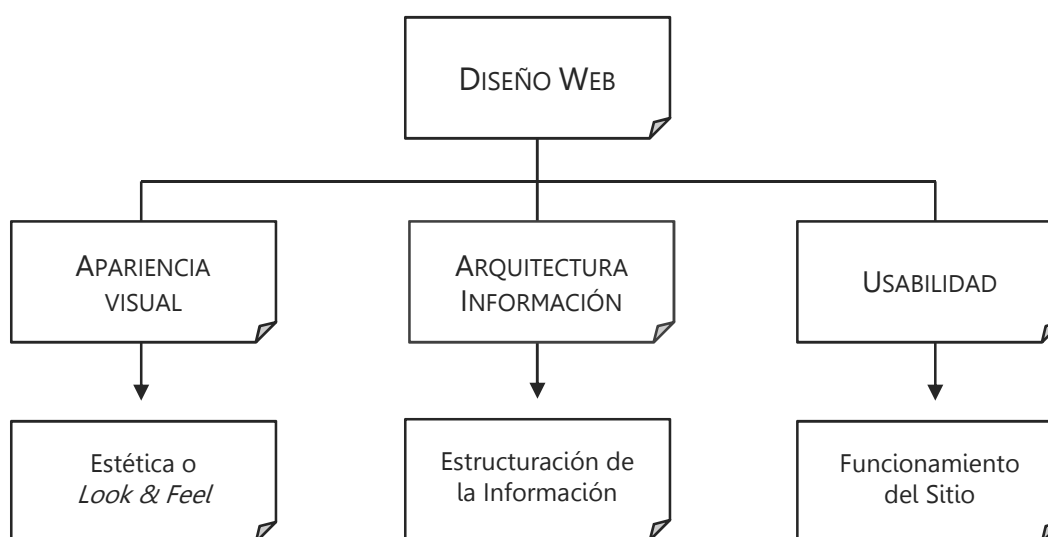 DISEÑO WEB
APARIENCIA
VISUAL
ARQUITECTURA
INFORMACIÓN
USABILIDAD
Estética o
Look & Feel
Estructuración de
la Información
Funcionamiento
del Sitio